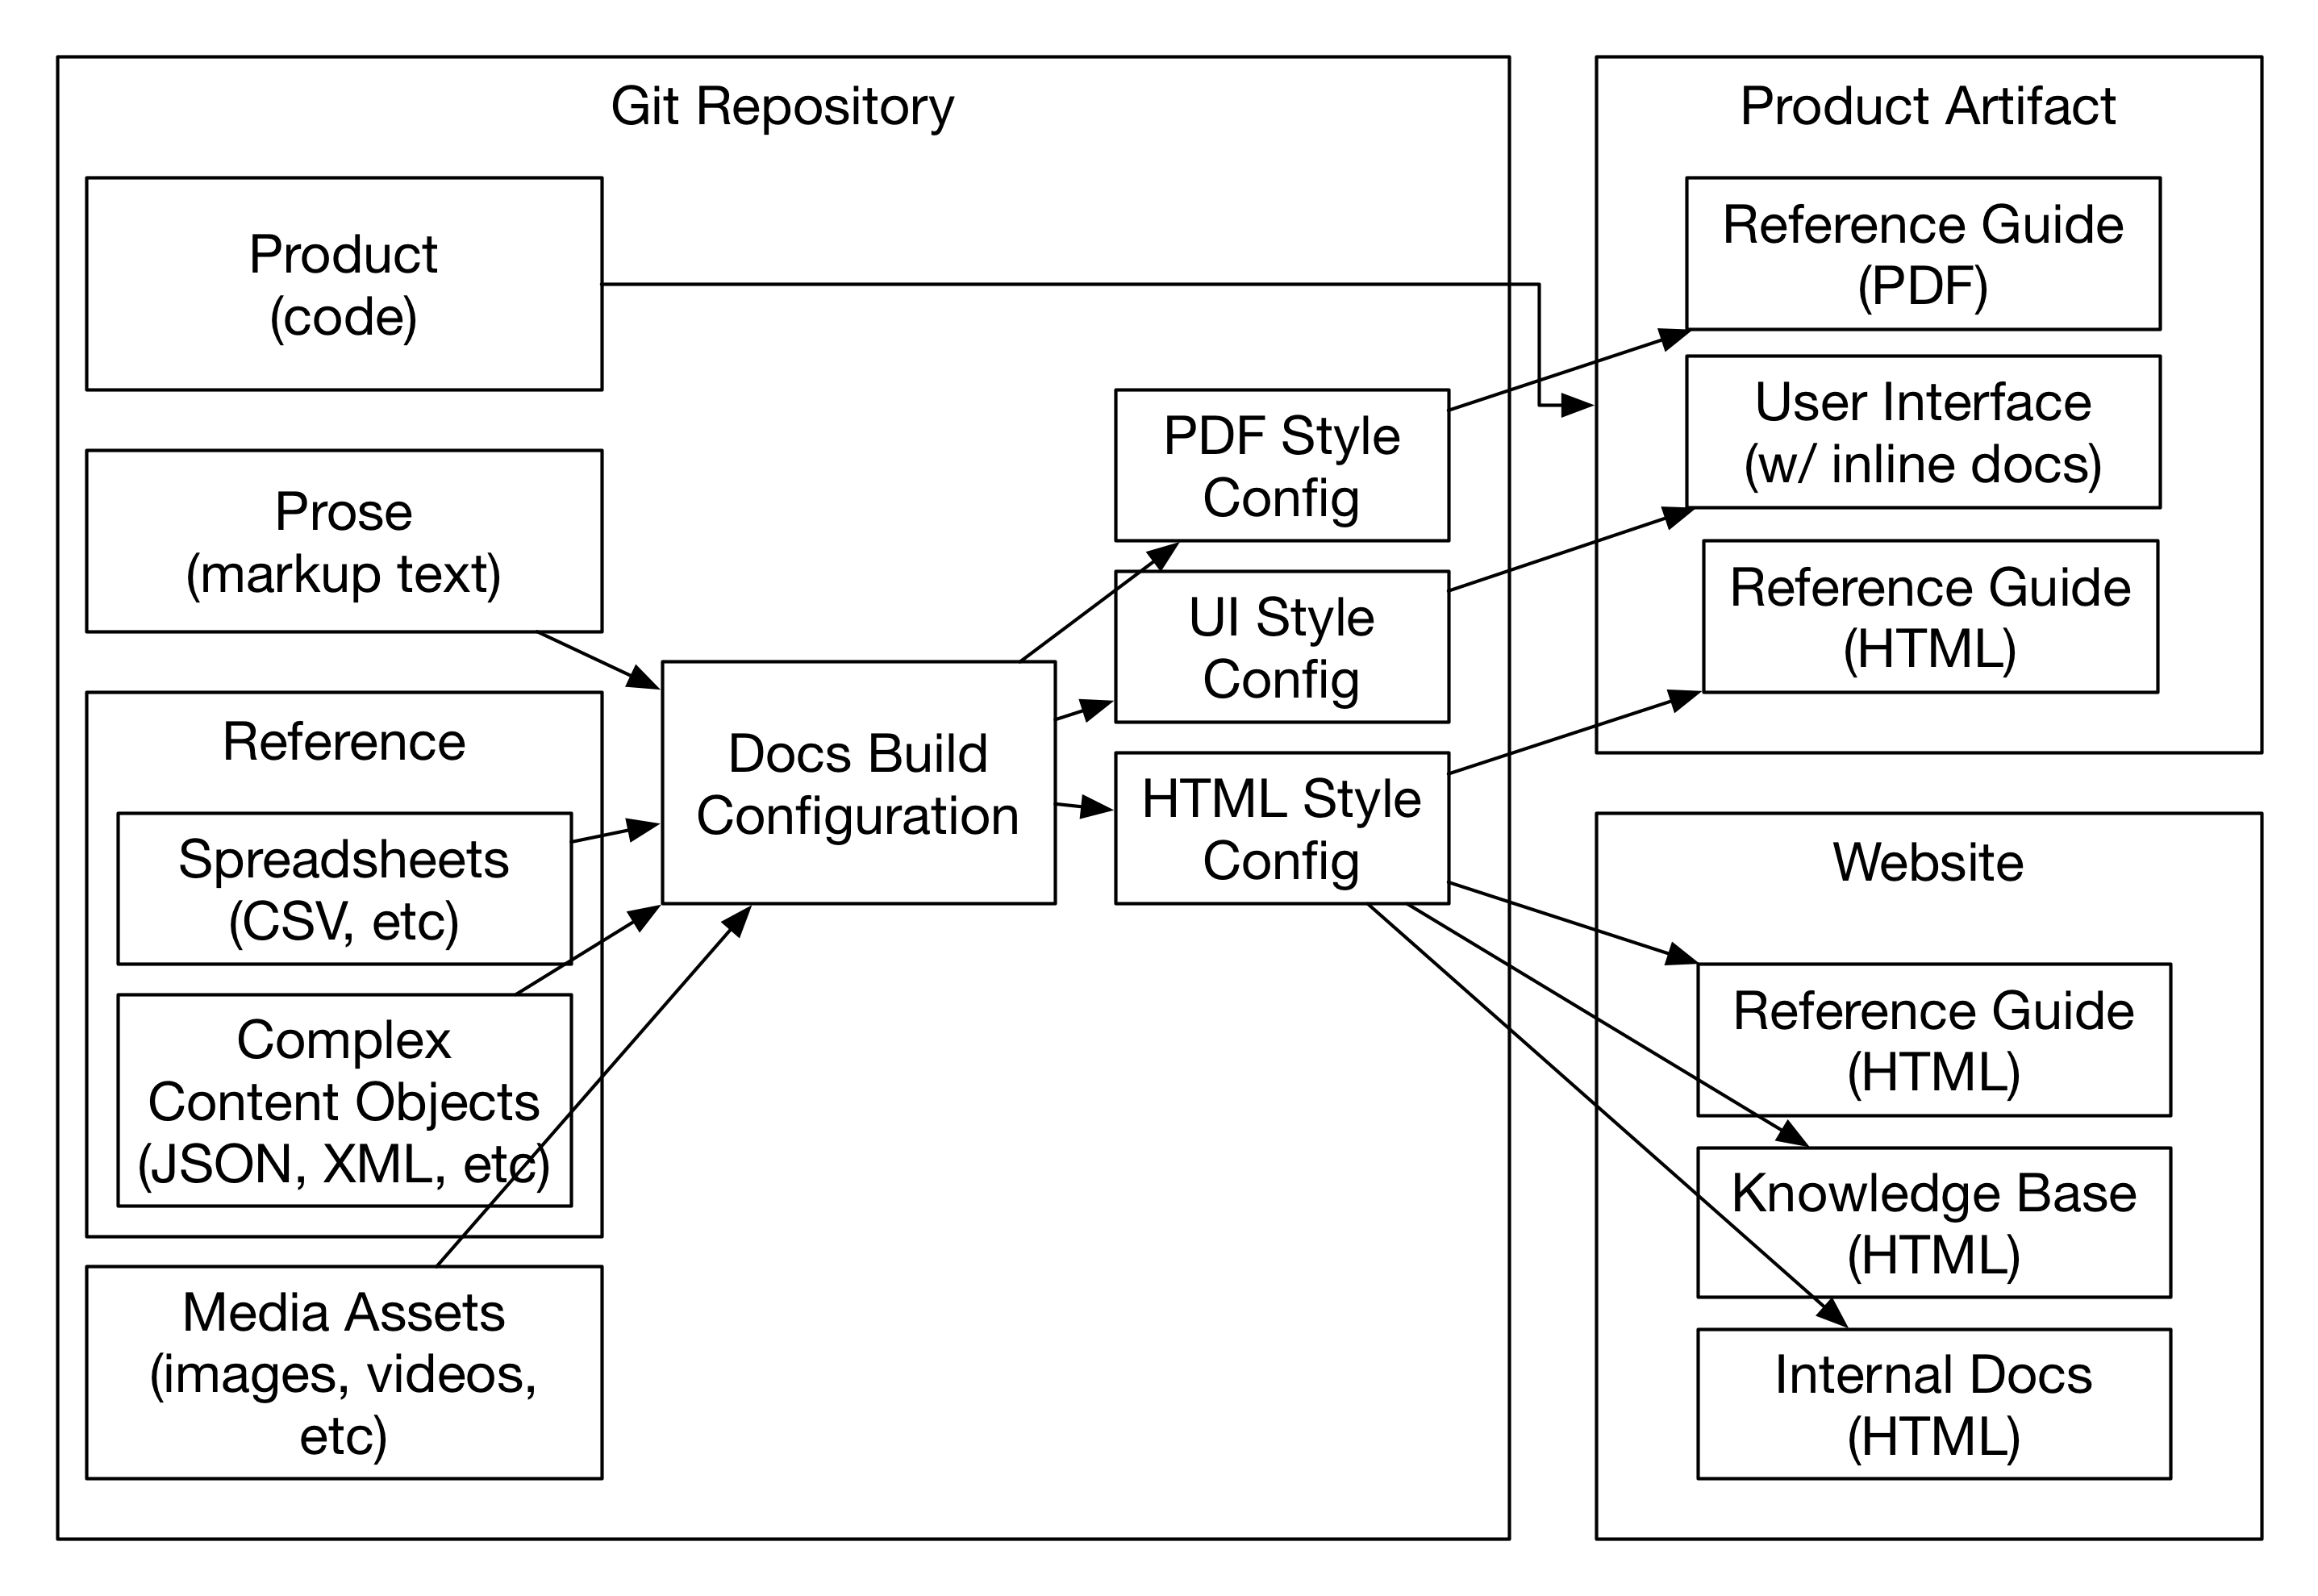 Git Repository
Product
(code)
Prose
(markup text)
Reference
Spreadsheets
(CSV, etc)
Complex
Content Objects
(JSON, XML, etc)
Media Assets
(images, videos,
etc)
Docs Build
Configuration
PDF Style
Config
UI Style
Config
HTML Style
Config
Product Artifact
Reference Guide
(PDF)
User Interface
(w/ inline docs)
Reference Guide
(HTML)
Website
Reference Guide
(HTML)
Knowledge Base
(HTML)
Internal Docs
(HTML)